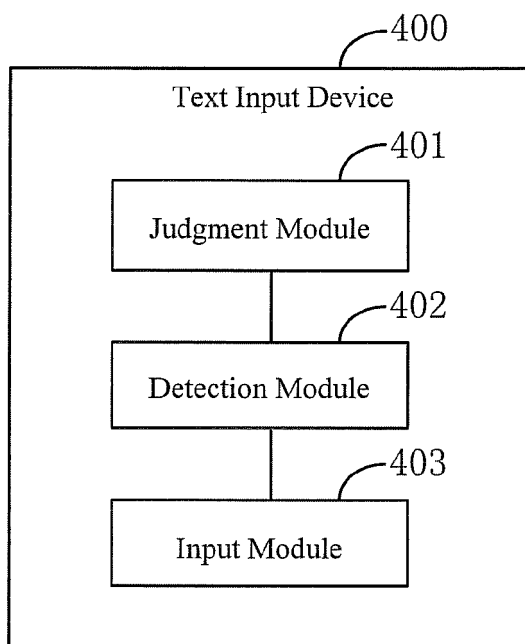 400
Text Input Device
401
Judgment Module
402
Detection Module
403
Input Module